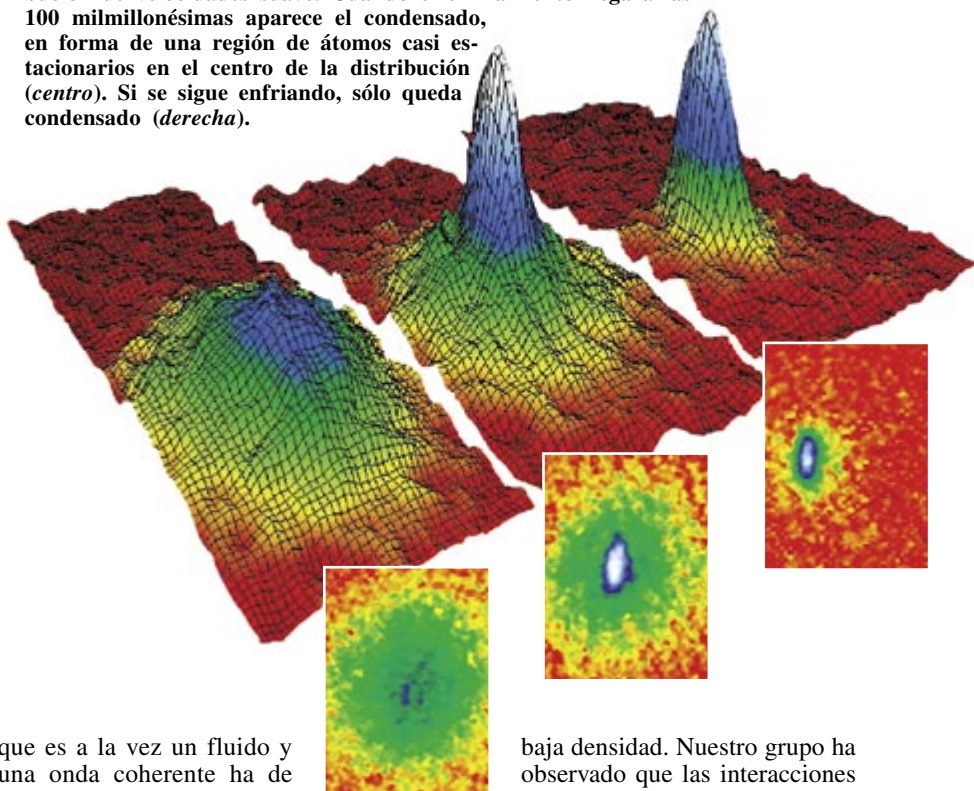 100 milmillonésimas aparece el condensado,
en forma de una región de átomos casi es-
tacionarios en el centro de la distribución
(centro). Si se sigue enfriando, sólo queda
condensado (derecha).
que es a la vez un fluido y
una onda coherente ha de
baja densidad. Nuestro grupo ha
observado que las interacciones